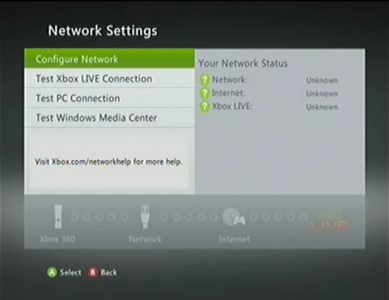 Network Settings
Configure Network
Test Xbox LIVE Connection
Test PC Connection
Test Windows Media Center
Visit Xbox.com/networkhelp for more help.
Your Network Status
? Network: Unknown
? Internet: Unknown
? Xbox LIVE: Unknown
Xbox 360 Network Internet
LIVE
A Select B Back